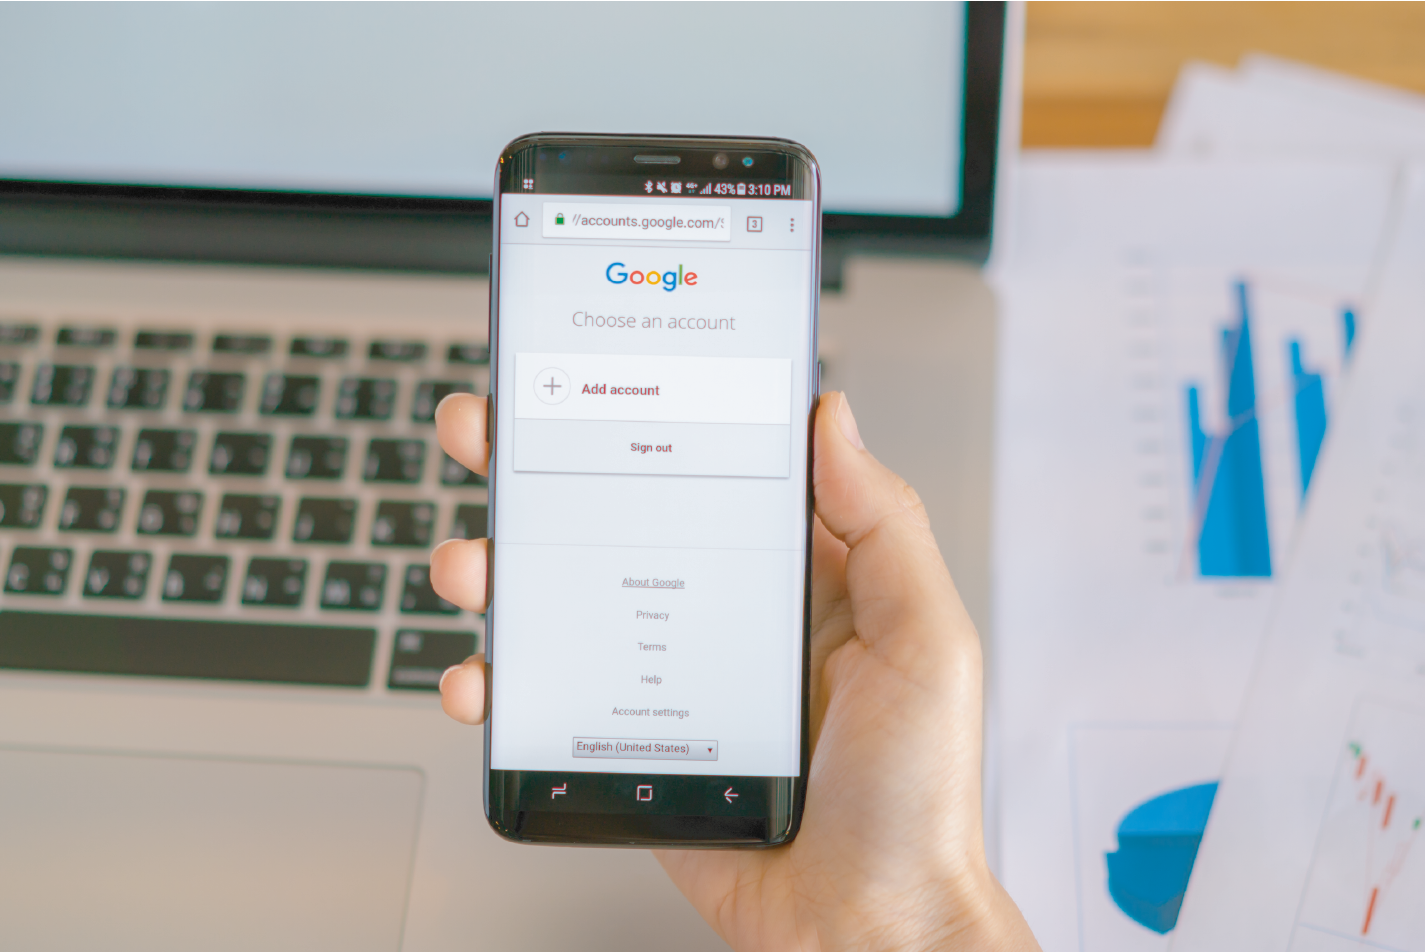 43% 3:10 PM
//accounts.google.com/S
3
Google
Choose an account
Add account
Sign out
About Google
Privacy
Terms
Help
Account settings
English (United States)